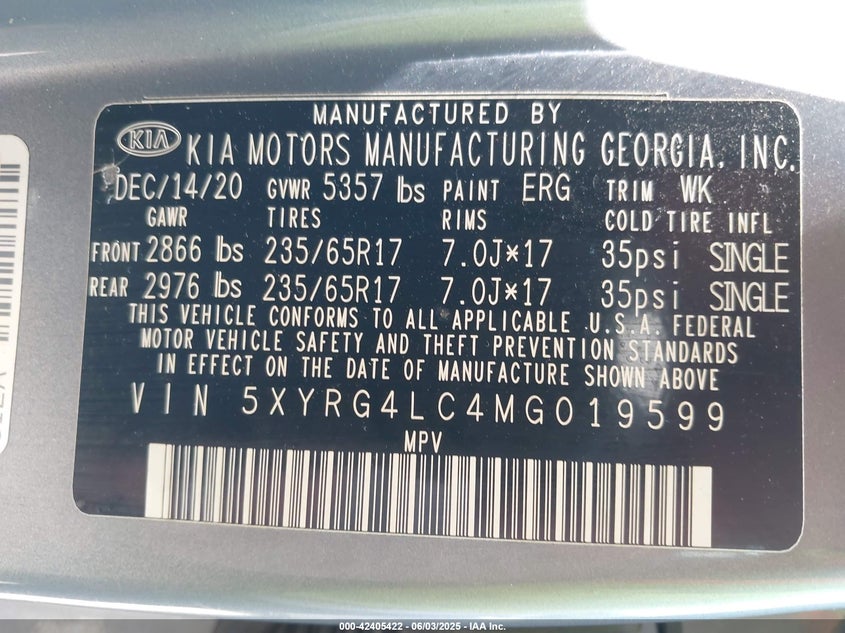 MANUFACTURED BY
KIA KIA MOTORS MANUFACTURING GEORGIA, INC.
DEC/14/20 GVWR 5357 lbs PAINT ERG TRIM WK
GAWR TIRES RIMS COLD TIRE INFL
FRONT 2866 lbs 235/65R17 7.0J*17 35psi SINGLE
REAR 2976 lbs 235/65R17 7.0J*17 35psi SINGLE
THIS VEHICLE CONFORMS TO ALL APPLICABLE U.S.A. FEDERAL
MOTOR VEHICLE SAFETY AND THEFT PREVENTION STANDARDS
IN EFFECT ON THE DATE OF MANUFACTURE SHOWN ABOVE
VIN 5XYRG4LC4MG019599
MPV
000-42405422 - 06/03/2025 - IAA Inc.